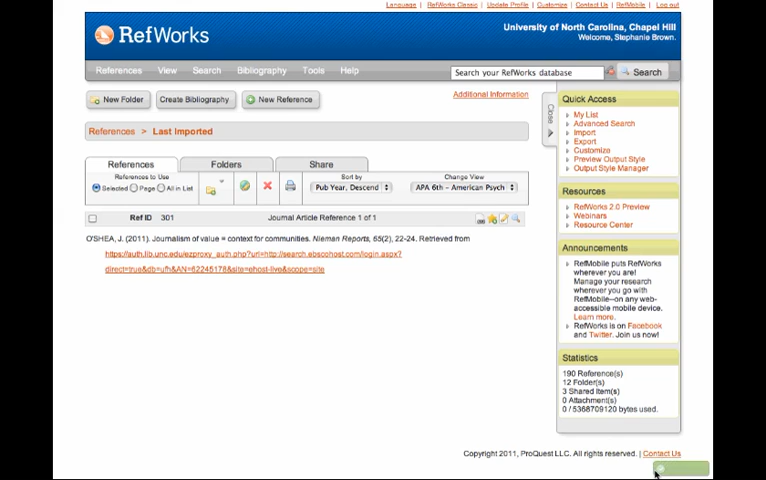 Language | RefWorks Classic | Update Profile | Customize | Contact Us | RefMobile | Log out
RefWorks
University of North Carolina, Chapel Hill
Welcome, Stephanie Brown.
References View Search Bibliography Tools Help
Search your RefWorks database
Search
New Folder
Create Bibliography
New Reference
Additional Information
Close
References > Last Imported
References
Folders
Share
References to Use
Selected Page All in List
Sort by
Pub Year, Descend
Change View
APA 6th - American Psych
Ref ID 301
Journal Article Reference 1 of 1
O'SHEA, J. (2011). Journalism of value = context for communities. Nieman Reports, 65(2), 22-24. Retrieved from
https://auth.lib.unc.edu/ezproxy_auth.php?url=http://search.ebscohost.com/login.aspx?
direct=true&db=ufh&AN=62245178&site=ehost-live&scope=site
Quick Access
My List
Advanced Search
Import
Export
Customize
Preview Output Style
Output Style Manager
Resources
RefWorks 2.0 Preview
Webinars
Resource Center
Announcements
RefMobile puts RefWorks
wherever you are!
Manage your research
wherever you go with
RefMobile-on any web-
accessible mobile device.
Learn more.
RefWorks is on Facebook
and Twitter. Join us now!
Statistics
190 Reference(s)
12 Folder(s)
3 Shared Item(s)
0 Attachment(s)
0 / 5368709120 bytes used.
Copyright 2011, ProQuest LLC. All rights reserved. | Contact Us